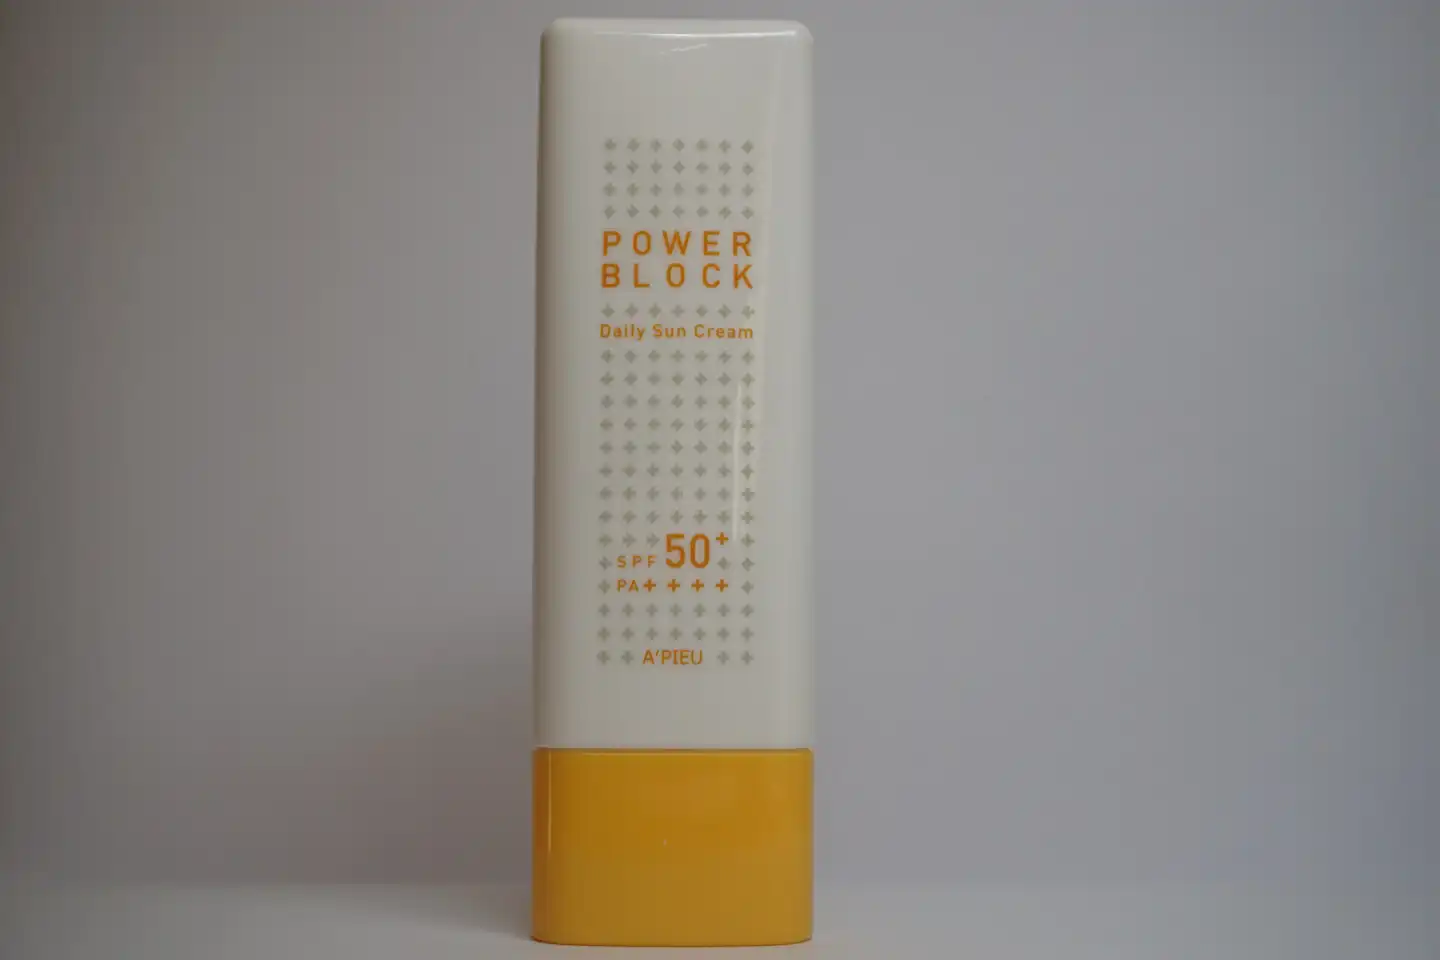 POWER
BLOCK
Daily Sun Cream
SPF 50+
PA++++
A'PIEU